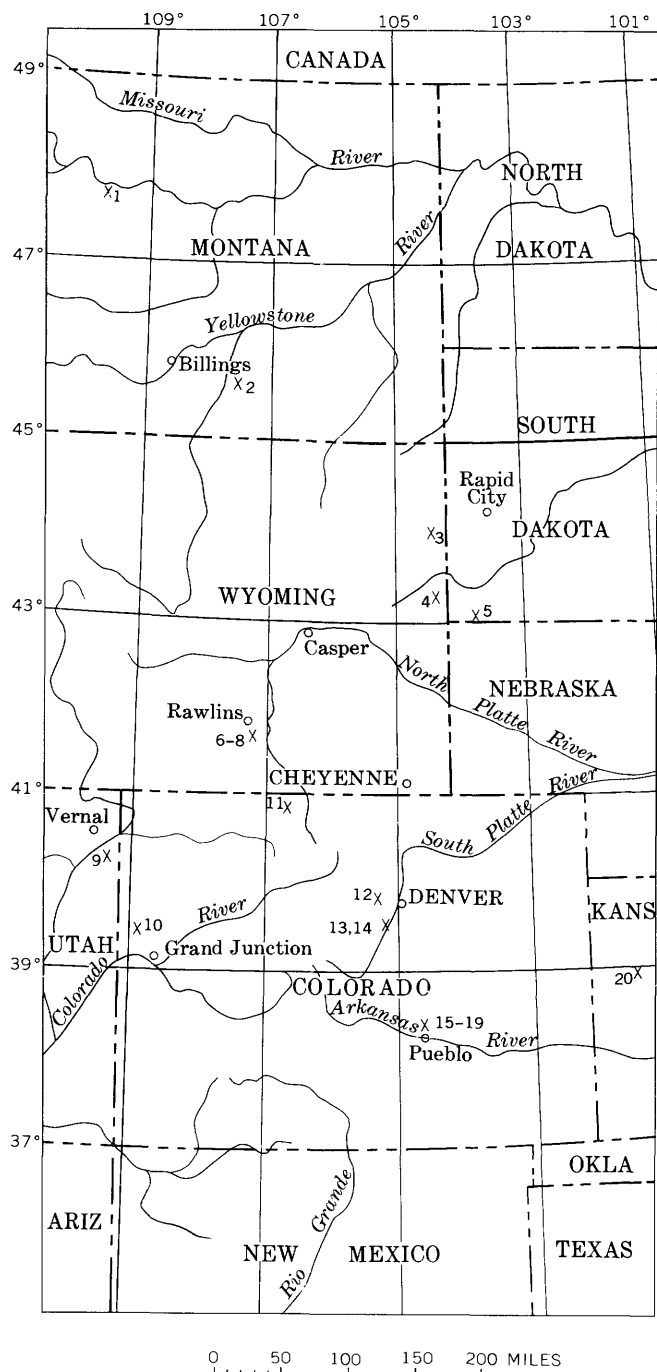 109° 107° 105° 103° 101°
49°
CANADA
Missouri
River
NORTH
X1
River
MONTANA
DAKOTA
47°
Yellowstone
Billings
X2
45°
SOUTH
Rapid
City
X3
DAKOTA
WYOMING
4X
X5
43°
Casper
North
Platte
River
NEBRASKA
Rawlins
6-8 X
CHEYENNE
41°
Vernal
11X
South Platte River
9X
12X
DENVER
X10
River
13,14 X
KANS
UTAH
Grand Junction
39°
Colorado
COLORADO
20X
Arkansas
X 15-19
River
Pueblo
37°
OKLA
ARIZ
Rio Grande
NEW MEXICO
TEXAS
0 50 100 150 200 MILES